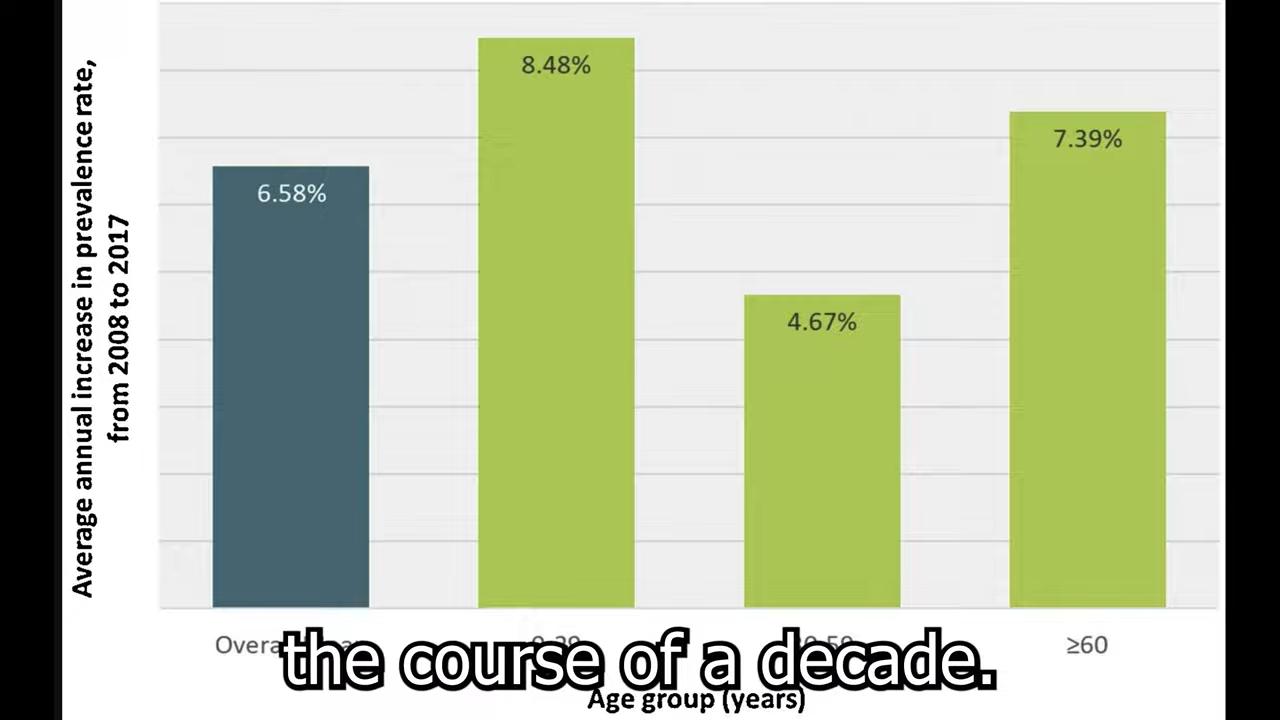 Average annual increase in prevalence rate,
from 2008 to 2017
6.58%
8.48%
4.67%
7.39%
≥60
the course of a decade.
Age group (years)